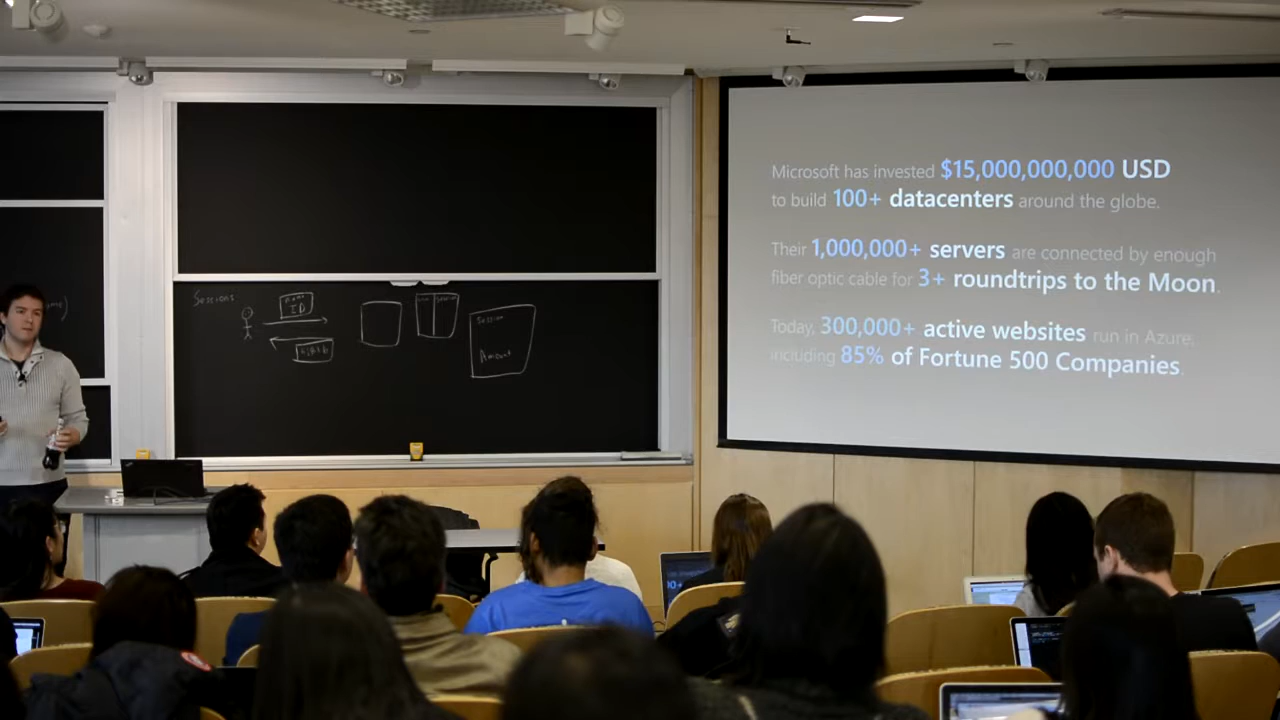 Sessions
ID
Session
Amount
Microsoft has invested $15,000,000,000 USD
to build 100+ datacenters around the globe.
Their 1,000,000+ servers are connected by enough
fiber optic cable for 3+ roundtrips to the Moon.
Today, 300,000+ active websites run in Azure,
including 85% of Fortune 500 Companies.